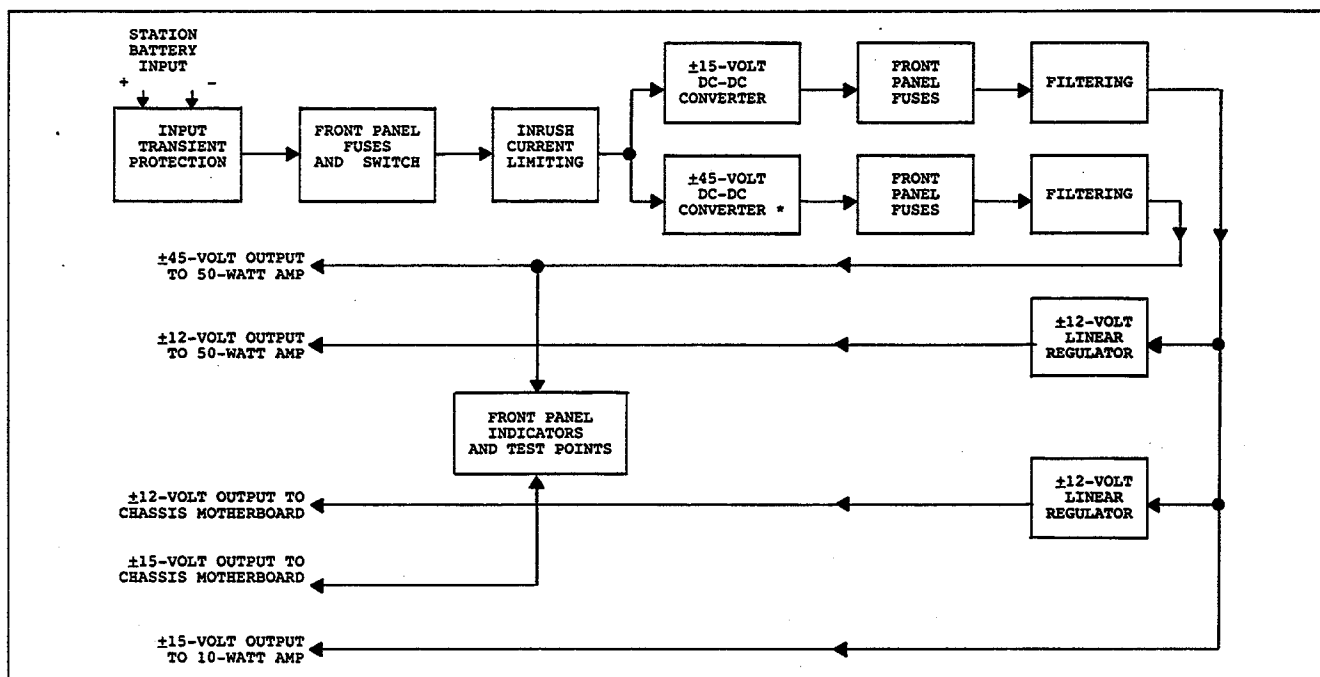 STATION
BATTERY
INPUT
+ -
INPUT
TRANSIENT
PROTECTION
FRONT PANEL
FUSES
AND SWITCH
INRUSH
CURRENT
LIMITING
±15-VOLT
DC-DC
CONVERTER
FRONT
PANEL
FUSES
FILTERING
±45-VOLT
DC-DC
CONVERTER *
FRONT
PANEL
FUSES
FILTERING
±45-VOLT OUTPUT
TO 50-WATT AMP
±12-VOLT OUTPUT
TO 50-WATT AMP
±12-VOLT
LINEAR
REGULATOR
FRONT PANEL
INDICATORS
AND TEST POINTS
±12-VOLT OUTPUT TO
CHASSIS MOTHERBOARD
±12-VOLT
LINEAR
REGULATOR
±15-VOLT OUTPUT TO
CHASSIS MOTHERBOARD
±15-VOLT OUTPUT
TO 10-WATT AMP